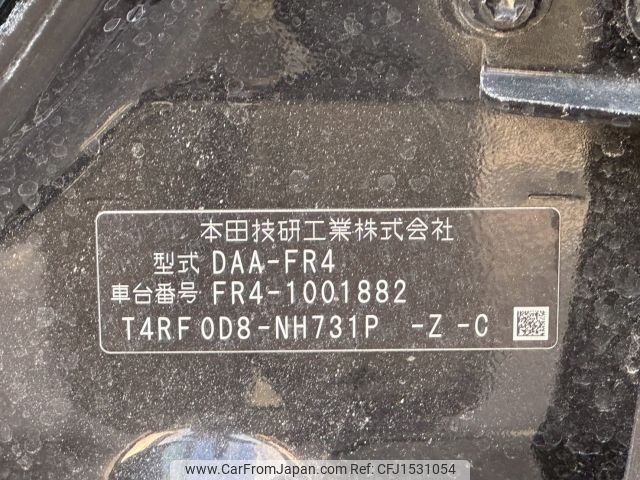 本田技研工業株式会社
型式 DAA-FR4
車台番号 FR4-1001882
T4RF0D8-NH731P -Z -C
www.CarFromJapan.com - CFJ1531054